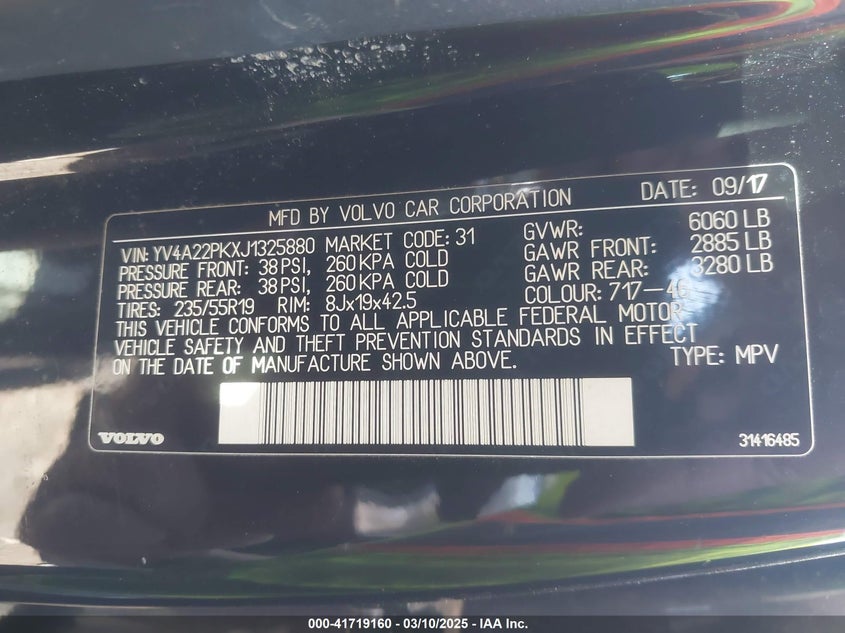 MFD BY VOLVO CAR CORPORATION DATE: 09/17
VIN: YV4A22PKXJ1325880 MARKET CODE: 31 GVWR: 6060 LB
PRESSURE FRONT: 38 PSI, 260 KPA COLD GAWR FRONT: 2885 LB
PRESSURE REAR: 38 PSI, 260 KPA COLD GAWR REAR: 3280 LB
TIRES: 235/55R19 RIM: 8Jx19x42.5 COLOUR: 717-46
THIS VEHICLE CONFORMS TO ALL APPLICABLE FEDERAL MOTOR
VEHICLE SAFETY AND THEFT PREVENTION STANDARDS IN EFFECT
ON THE DATE OF MANUFACTURE SHOWN ABOVE. TYPE: MPV
VOLVO 31416485
000-41719160 - 03/10/2025 - IAA Inc.